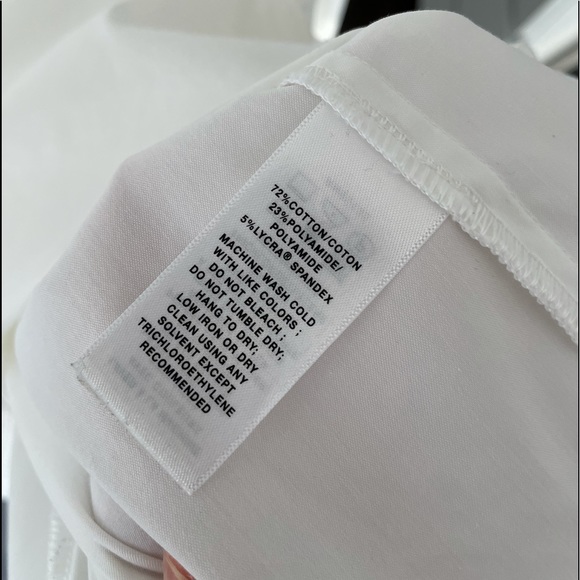 72%COTTON/COTON
23%POLYAMIDE/
POLYAMIDE
5%LYCRA® SPANDEX
MACHINE WASH COLD
WITH LIKE COLORS ;
DO NOT BLEACH ;
DO NOT TUMBLE DRY;
HANG TO DRY;
LOW IRON OR DRY
CLEAN USING ANY
SOLVENT EXCEPT
TRICHLOROETHYLENE
RECOMMENDED